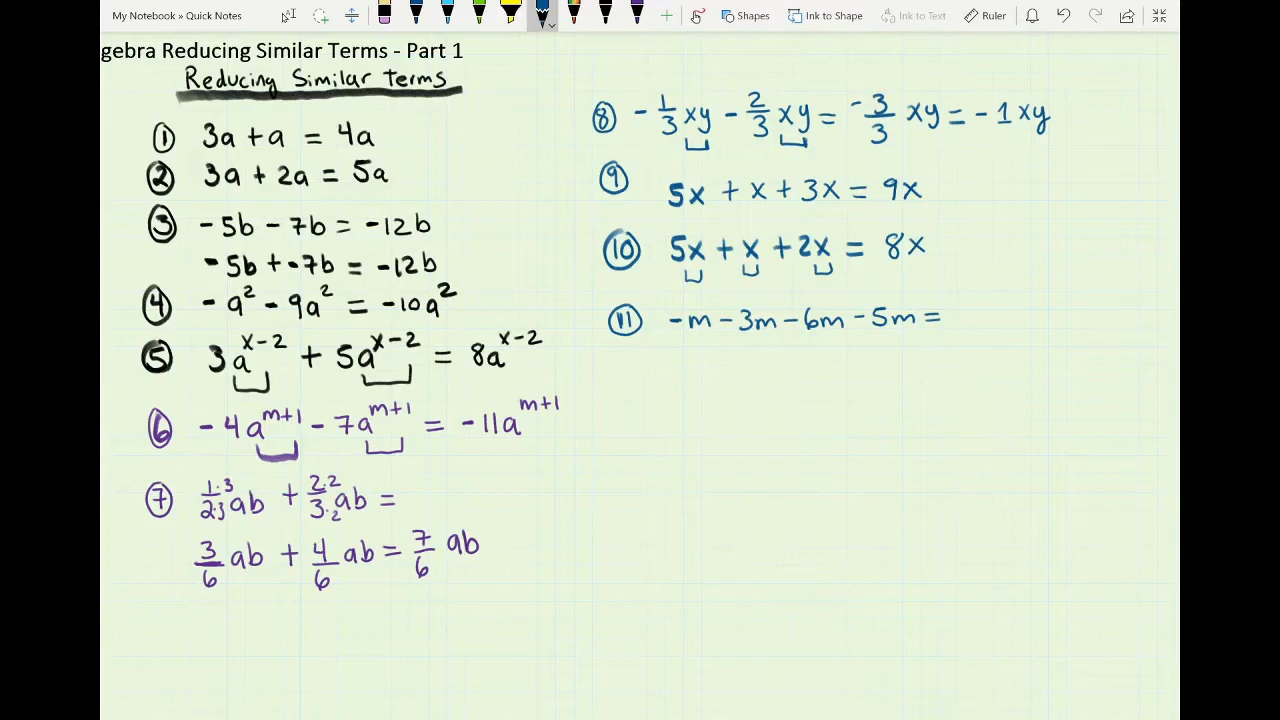 My Notebook » Quick Notes
Shapes
Ink to Shape
Ink to Text
Ruler
gebra Reducing Similar Terms - Part 1
Reducing Similar terms
① 3a + a = 4a
② 3a + 2a = 5a
③ -5b - 7b = -12b
-5b + -7b = -12b
④ -a² - 9a² = -10a²
⑤ 3a^(x-2) + 5a^(x-2) = 8a^(x-2)
⑥ -4a^(m+1) - 7a^(m+1) = -11a^(m+1)
⑦ (1·3)/(2·3) ab + (2·2)/(3·2) ab =
3/6 ab + 4/6 ab = 7/6 ab
⑧ -1/3 xy - 2/3 xy = -3/3 xy = -1xy
⑨ 5x + x + 3x = 9x
⑩ 5x + x + 2x = 8x
⑪ -m - 3m - 6m - 5m =